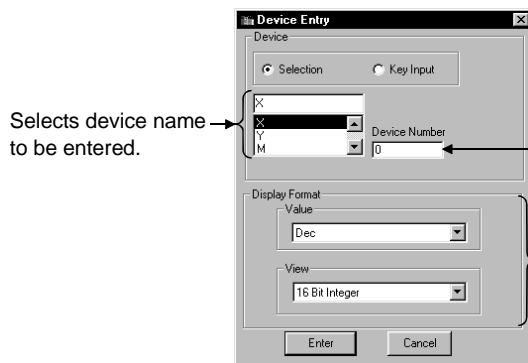 Device Entry
Device
Selection
Key Input
Selects device name
to be entered.
X
X
Y
M
Device Number
0
Display Format
Value
Dec
View
16 Bit Integer
Enter
Cancel